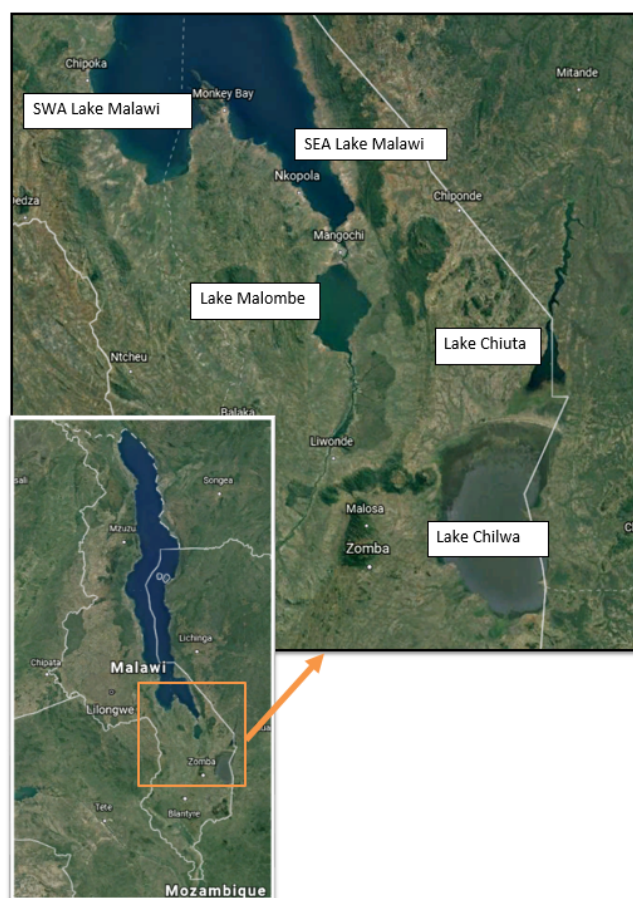 Chipoka
Mitande
Monkey Bay
SWA Lake Malawi
SEA Lake Malawi
Nkopola
Dedza
Chiponde
Mangochi
Lake Malombe
Lake Chiuta
Ntcheu
Balaka
Liwonde
Malosa
Lake Chilwa
Zomba
Songea
Mzuzu
Lichinga
Chipata
Malawi
Lilongwe
Zomba
Tete
Blantyre
Mozambique